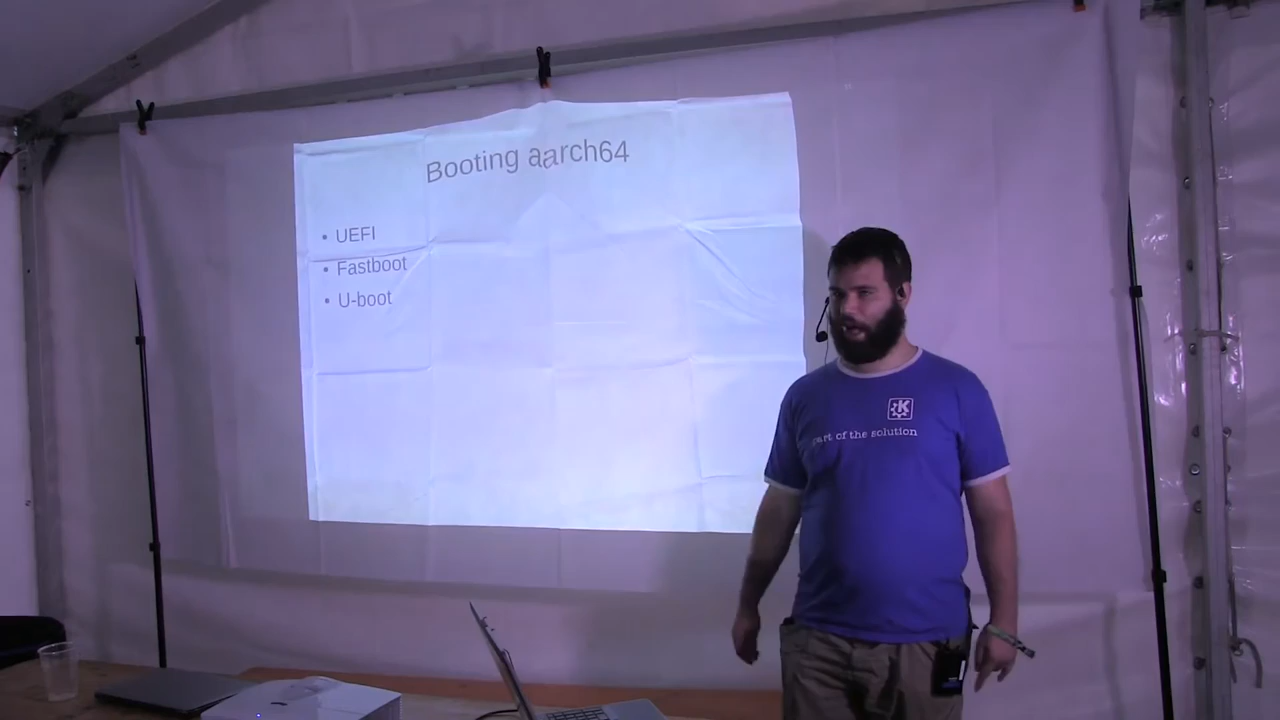 Booting aarch64
• UEFI
• Fastboot
• U-boot
K
part of the solution